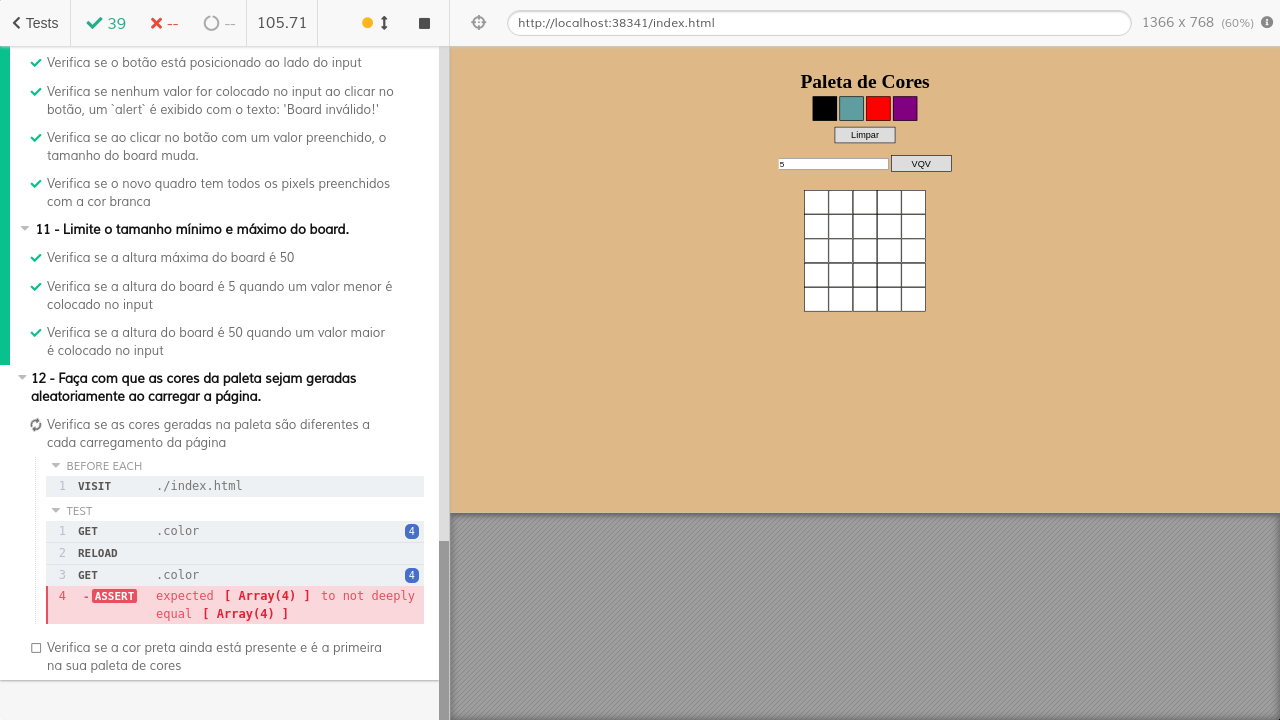 Tests
39
--
--
105.71
http://localhost:38341/index.html
1366 x 768 (60%)
Verifica se o botão está posicionado ao lado do input
Verifica se nenhum valor for colocado no input ao clicar no
botão, um `alert` é exibido com o texto: 'Board inválido!'
Verifica se ao clicar no botão com um valor preenchido, o
tamanho do board muda.
Verifica se o novo quadro tem todos os pixels preenchidos
com a cor branca
11 - Limite o tamanho mínimo e máximo do board.
Verifica se a altura máxima do board é 50
Verifica se a altura do board é 5 quando um valor menor é
colocado no input
Verifica se a altura do board é 50 quando um valor maior
é colocado no input
12 - Faça com que as cores da paleta sejam geradas
aleatoriamente ao carregar a página.
Verifica se as cores geradas na paleta são diferentes a
cada carregamento da página
BEFORE EACH
1 VISIT ./index.html
TEST
1 GET .color 4
2 RELOAD
3 GET .color 4
4 -ASSERT expected [ Array(4) ] to not deeply
equal [ Array(4) ]
Verifica se a cor preta ainda está presente e é a primeira
na sua paleta de cores
Paleta de Cores
Limpar
5
VQV